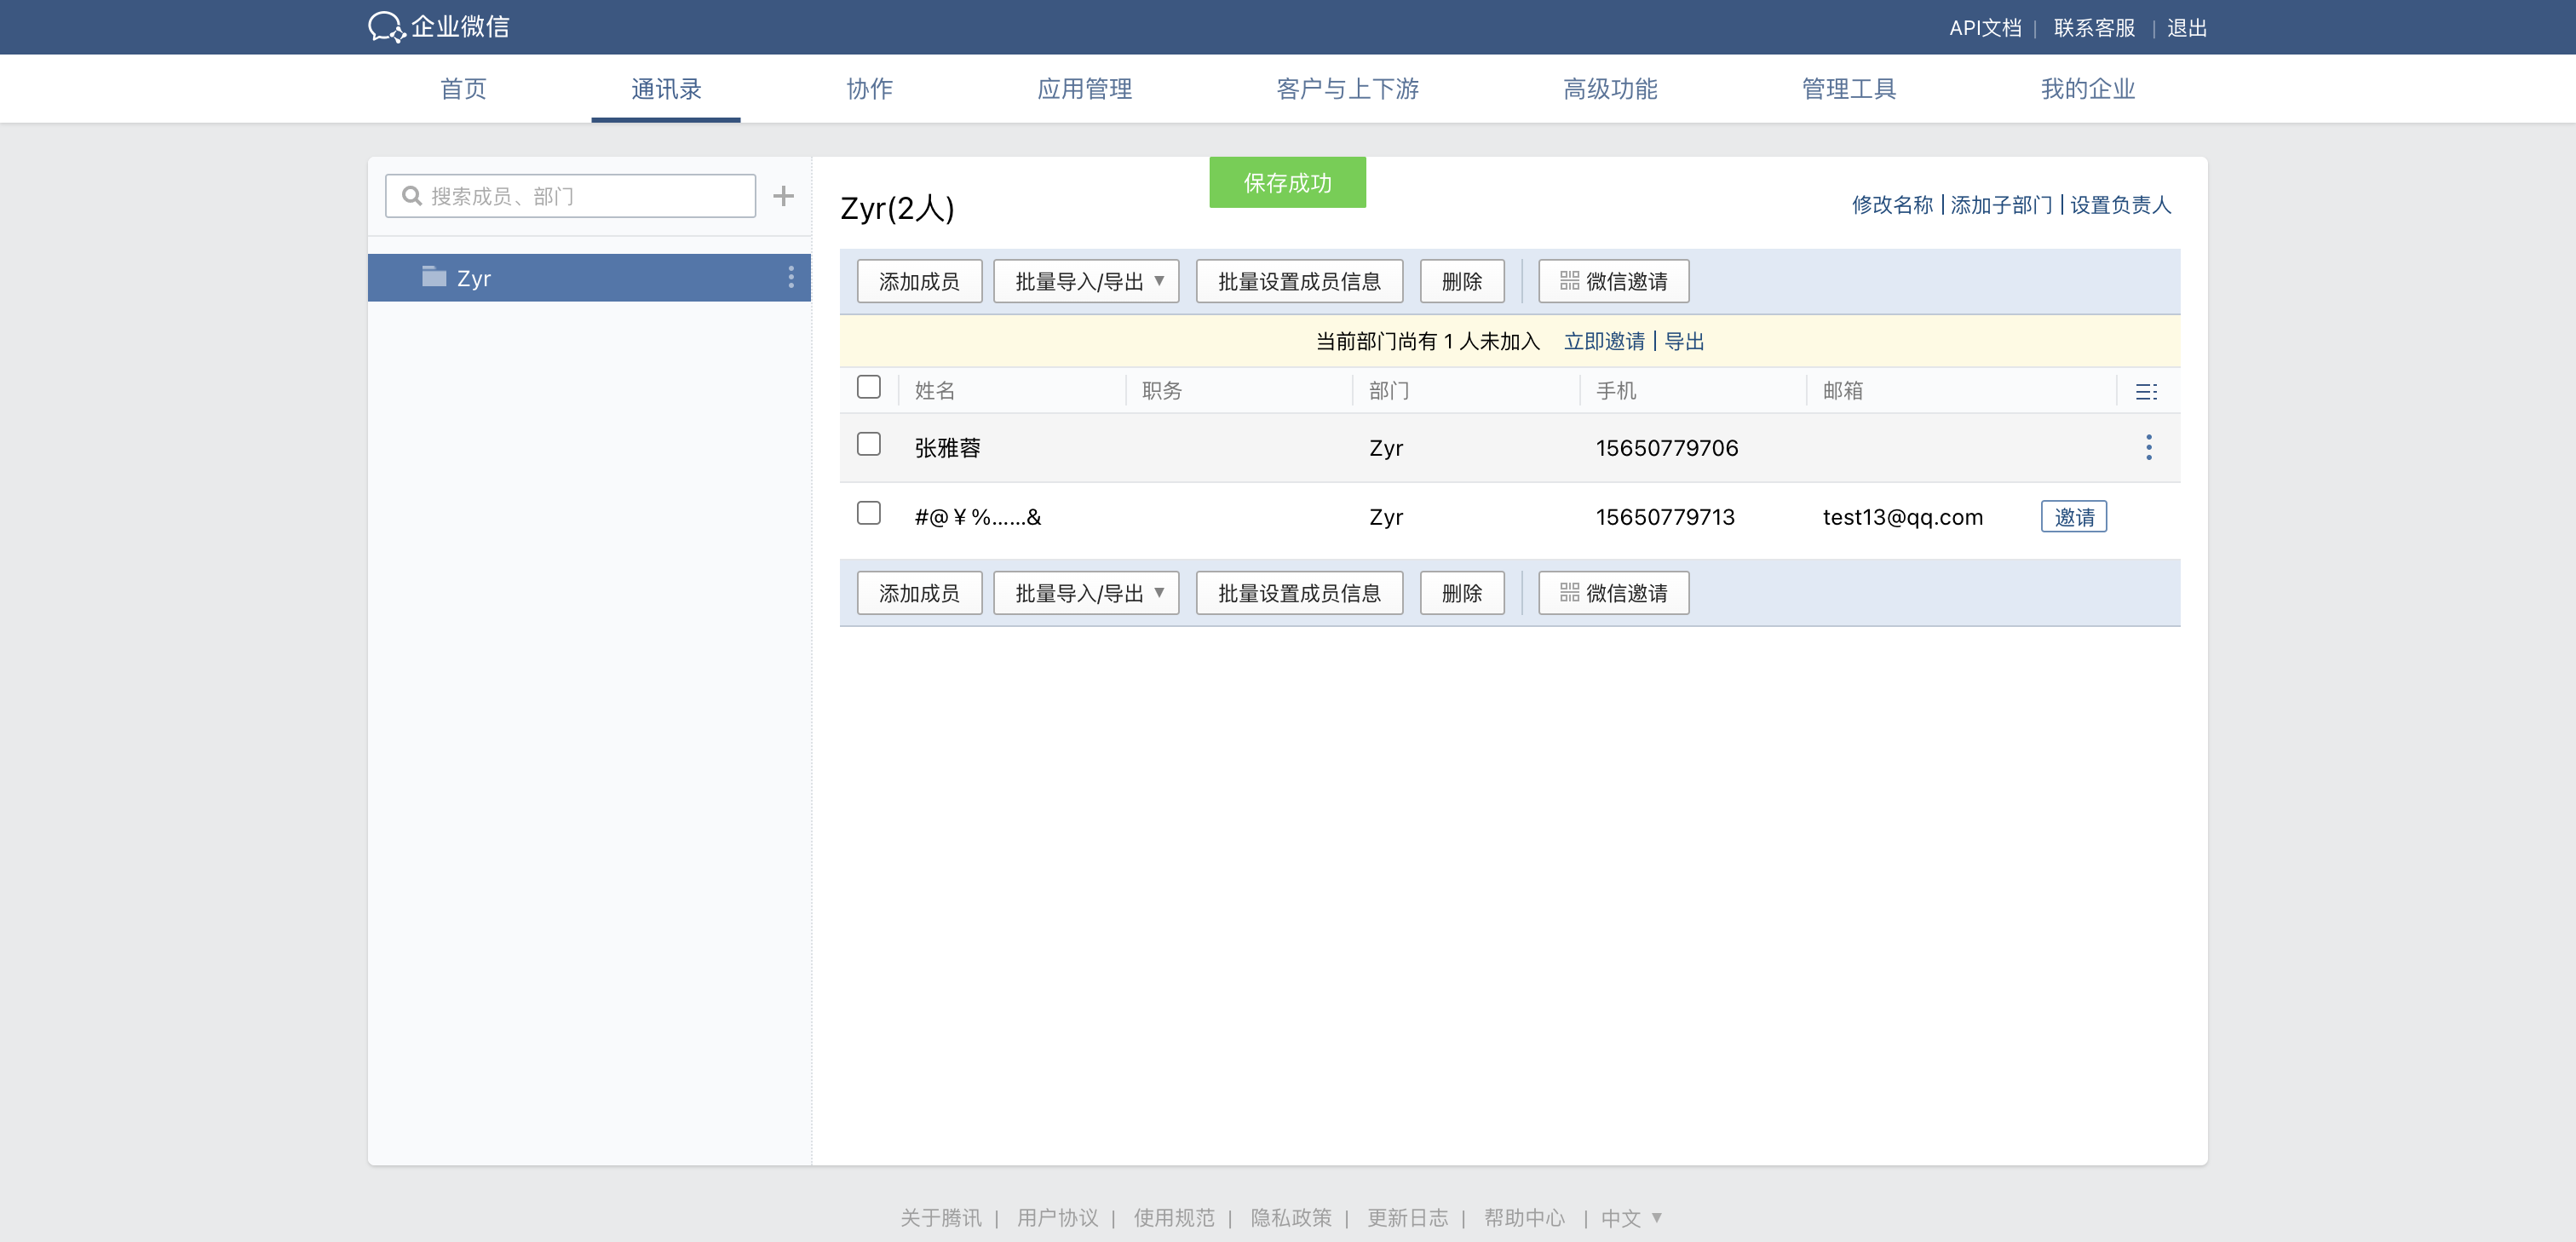 企业微信
API文档 | 联系客服 | 退出
首页 通讯录 协作 应用管理 客户与上下游 高级功能 管理工具 我的企业
搜索成员、部门
Zyr
保存成功
Zyr(2人)
修改名称 | 添加子部门 | 设置负责人
添加成员 批量导入/导出 批量设置成员信息 删除 微信邀请
当前部门尚有 1 人未加入 立即邀请 | 导出
姓名 职务 部门 手机 邮箱
张雅蓉 Zyr 15650779706
#@¥%……& Zyr 15650779713 test13@qq.com 邀请
添加成员 批量导入/导出 批量设置成员信息 删除 微信邀请
关于腾讯 | 用户协议 | 使用规范 | 隐私政策 | 更新日志 | 帮助中心 | 中文